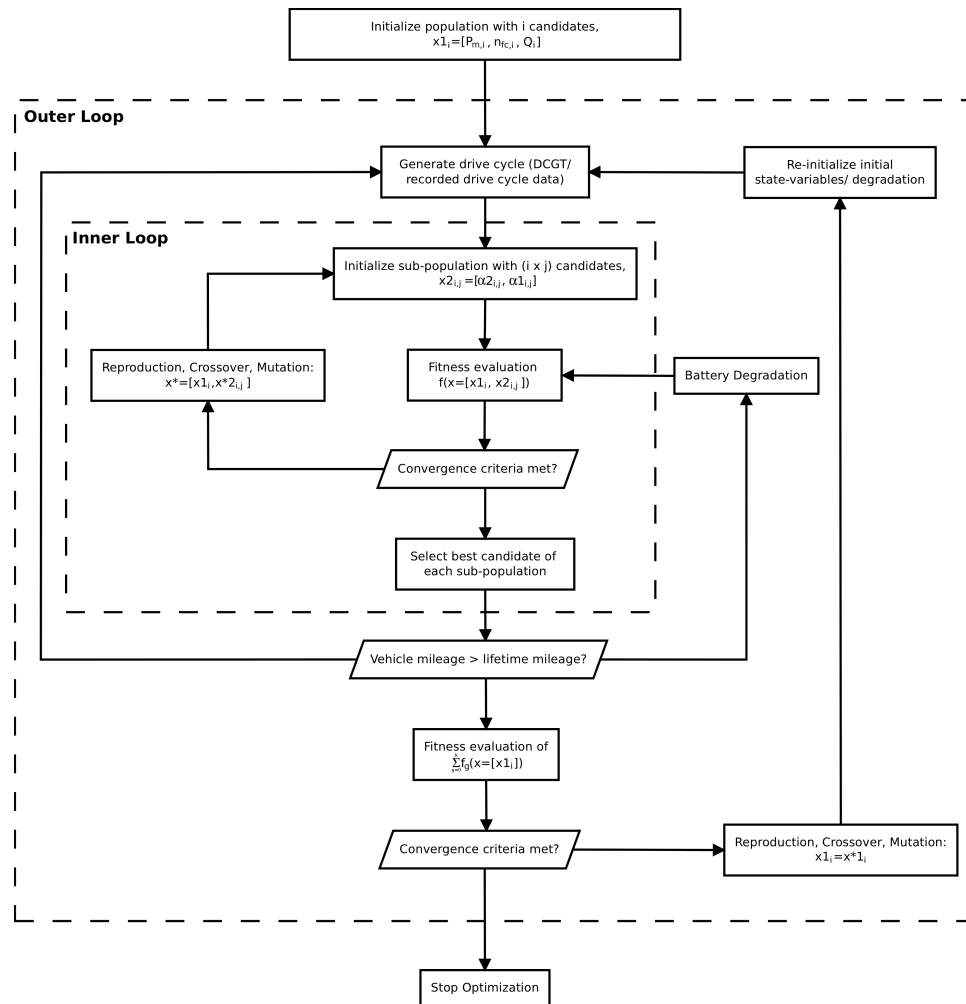 Initialize population with i candidates,
x1ᵢ=[Pₘ,ᵢ , n_fc,i , Qᵢ]
Outer Loop
Generate drive cycle (DCGT/
recorded drive cycle data)
Re-initialize initial
state-variables/ degradation
Inner Loop
Initialize sub-population with (i x j) candidates,
x2ᵢ,ⱼ =[α2ᵢ,ⱼ, α1ᵢ,ⱼ]
Reproduction, Crossover, Mutation:
x*=[x1ᵢ,x*2ᵢ,ⱼ ]
Fitness evaluation
f(x=[x1ᵢ, x2ᵢ,ⱼ ])
Battery Degradation
Convergence criteria met?
Select best candidate of
each sub-population
Vehicle mileage > lifetime mileage?
Fitness evaluation of
Σf_g(x=[x1ᵢ])
Convergence criteria met?
Reproduction, Crossover, Mutation:
x1ᵢ=x*1ᵢ
Stop Optimization